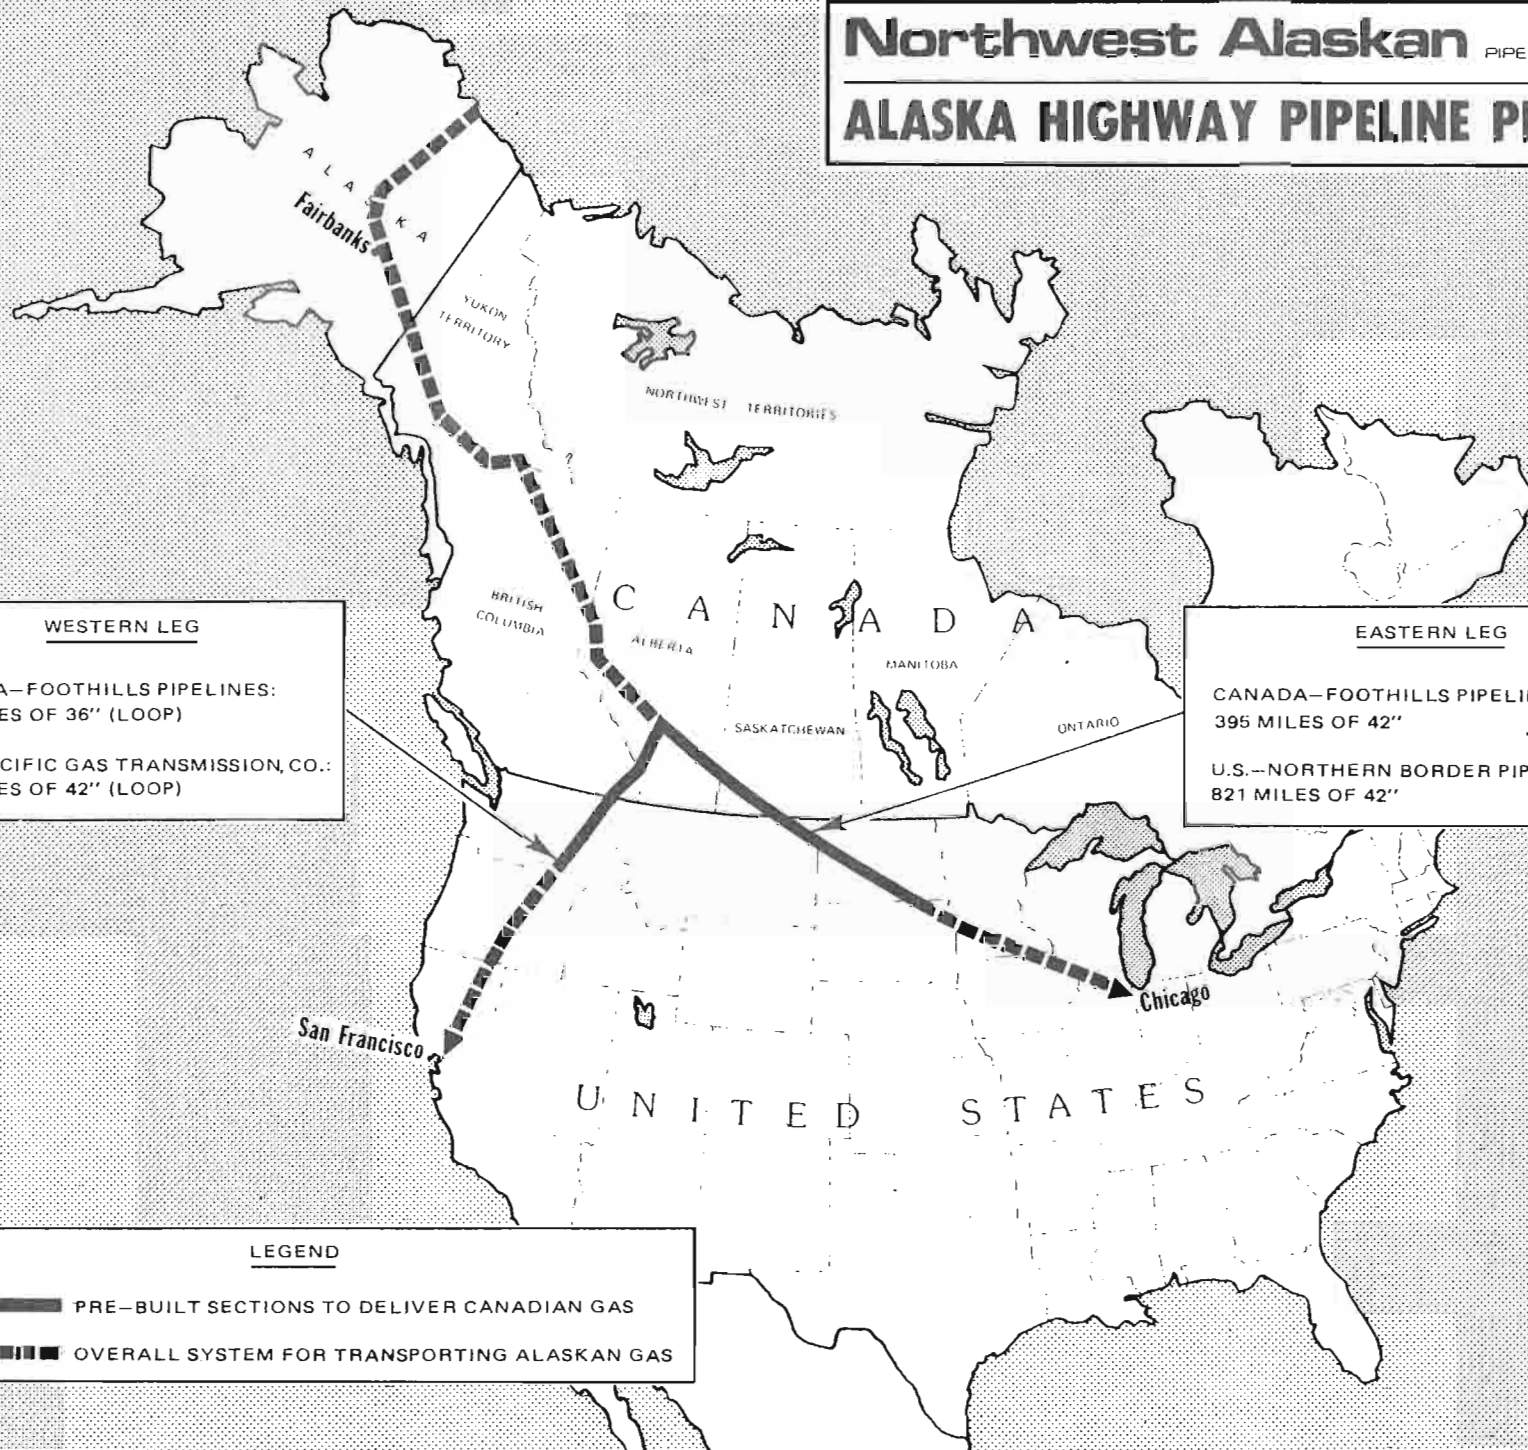 Northwest Alaskan PIPE
ALASKA HIGHWAY PIPELINE
ALASKA
Fairbanks
YUKON
TERRITORY
NORTHWEST TERRITORIES
CANADA
BRITISH
COLUMBIA
ALBERTA
SASKATCHEWAN
MANITOBA
ONTARIO
WESTERN LEG
A–FOOTHILLS PIPELINES:
ES OF 36" (LOOP)
CIFIC GAS TRANSMISSION, CO.:
ES OF 42" (LOOP)
EASTERN LEG
CANADA–FOOTHILLS PIPELIN
395 MILES OF 42"
U.S.–NORTHERN BORDER PIP
821 MILES OF 42"
Chicago
San Francisco
UNITED STATES
LEGEND
PRE–BUILT SECTIONS TO DELIVER CANADIAN GAS
OVERALL SYSTEM FOR TRANSPORTING ALASKAN GAS